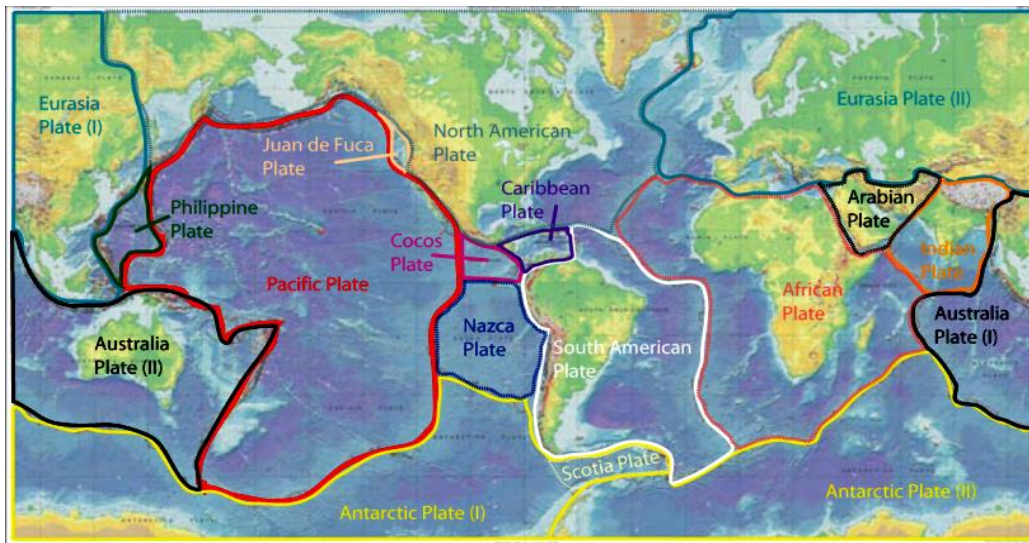 Eurasia
Plate (I)
Eurasia Plate (II)
Juan de Fuca
Plate
North American
Plate
Caribbean
Plate
Arabian
Plate
Philippine
Plate
Cocos
Plate
Indian
Plate
Pacific Plate
African
Plate
Nazca
Plate
Australia
Plate (I)
Australia
Plate (II)
South American
Plate
Scotia Plate
Antarctic Plate (I)
Antarctic Plate (II)